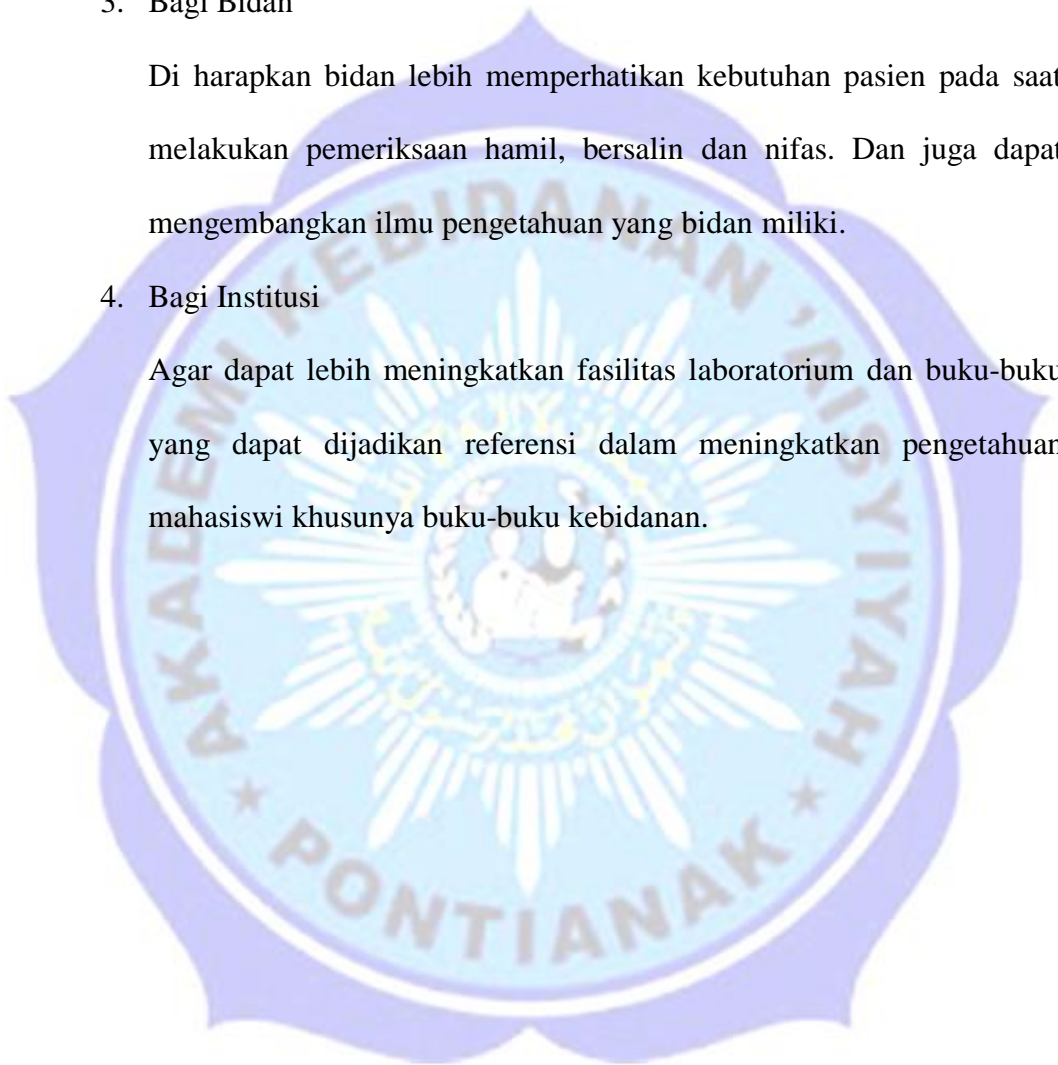 3. Bagi Bidan
Di harapkan bidan lebih memperhatikan kebutuhan pasien pada saat
melakukan pemeriksaan hamil, bersalin dan nifas. Dan juga dapat
mengembangkan ilmu pengetahuan yang bidan miliki.
4. Bagi Institusi
Agar dapat lebih meningkatkan fasilitas laboratorium dan buku-buku
yang dapat dijadikan referensi dalam meningkatkan pengetahuan
mahasiswi khusunya buku-buku kebidanan.
AKADEMI KEBIDANAN 'AISYIYAH
PONTIANAK